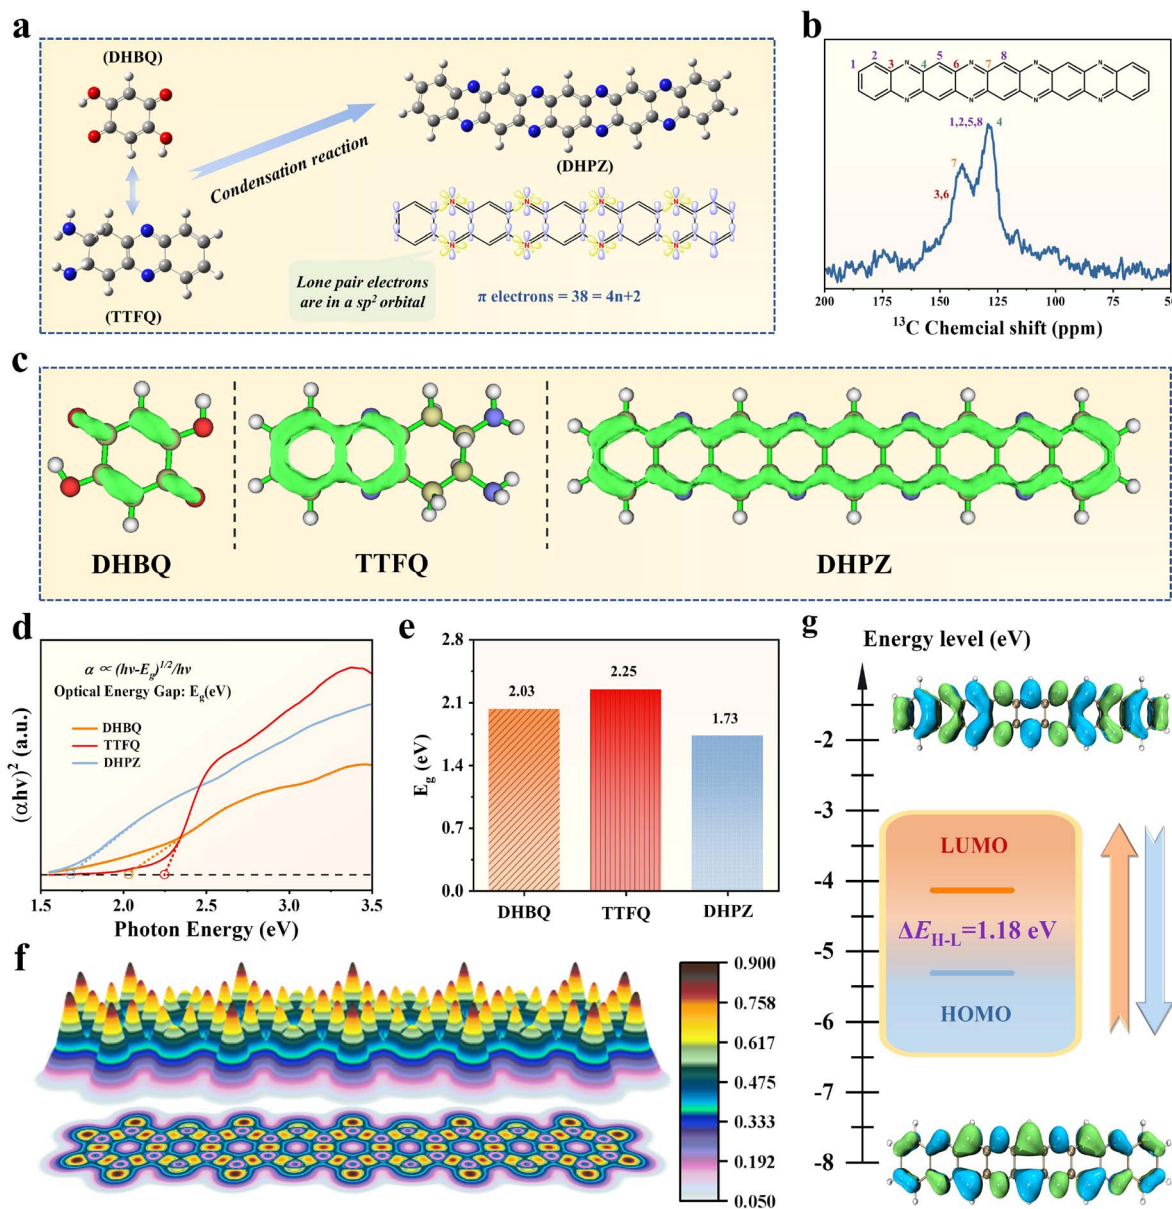 a
(DHBQ)
(TTFQ)
Condensation reaction
(DHPZ)
N N N N
N N N N
Lone pair electrons
are in a sp² orbital
π electrons = 38 = 4n+2
b
1 2 3 4 5 6 7 8
N N N N
N N N N
1,2,5,8 4
7
3,6
200 175 150 125 100 75 50
¹³C Chemcial shift (ppm)
c
DHBQ
TTFQ
DHPZ
d
α ∝ (hν-Eg)^1/2/hν
Optical Energy Gap: Eg(eV)
DHBQ
TTFQ
DHPZ
(αhν)² (a.u.)
1.5 2.0 2.5 3.0 3.5
Photon Energy (eV)
e
2.8
2.1
1.4
0.7
0.0
Eg (eV)
2.03
2.25
1.73
DHBQ TTFQ DHPZ
f
0.900
0.758
0.617
0.475
0.333
0.192
0.050
g
Energy level (eV)
-2
-3
-4
-5
-6
-7
-8
LUMO
ΔE_H-L=1.18 eV
HOMO